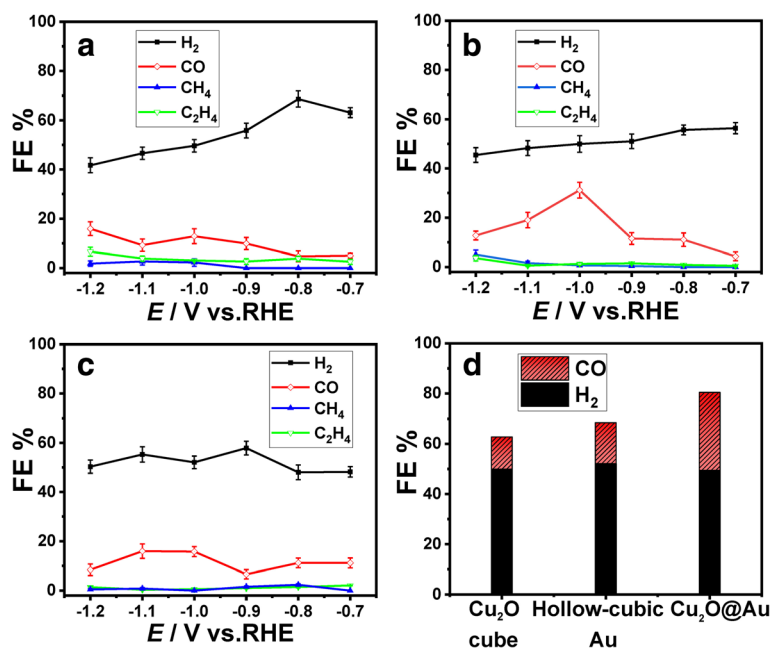 a
H2
CO
CH4
C2H4
FE %
100
80
60
40
20
0
-1.2 -1.1 -1.0 -0.9 -0.8 -0.7
E / V vs.RHE
b
H2
CO
CH4
C2H4
FE %
100
80
60
40
20
0
-1.2 -1.1 -1.0 -0.9 -0.8 -0.7
E / V vs.RHE
c
H2
CO
CH4
C2H4
FE %
100
80
60
40
20
0
-1.2 -1.1 -1.0 -0.9 -0.8 -0.7
E / V vs.RHE
d
CO
H2
FE %
100
80
60
40
20
0
Cu2O Hollow-cubic Cu2O@Au
cube Au